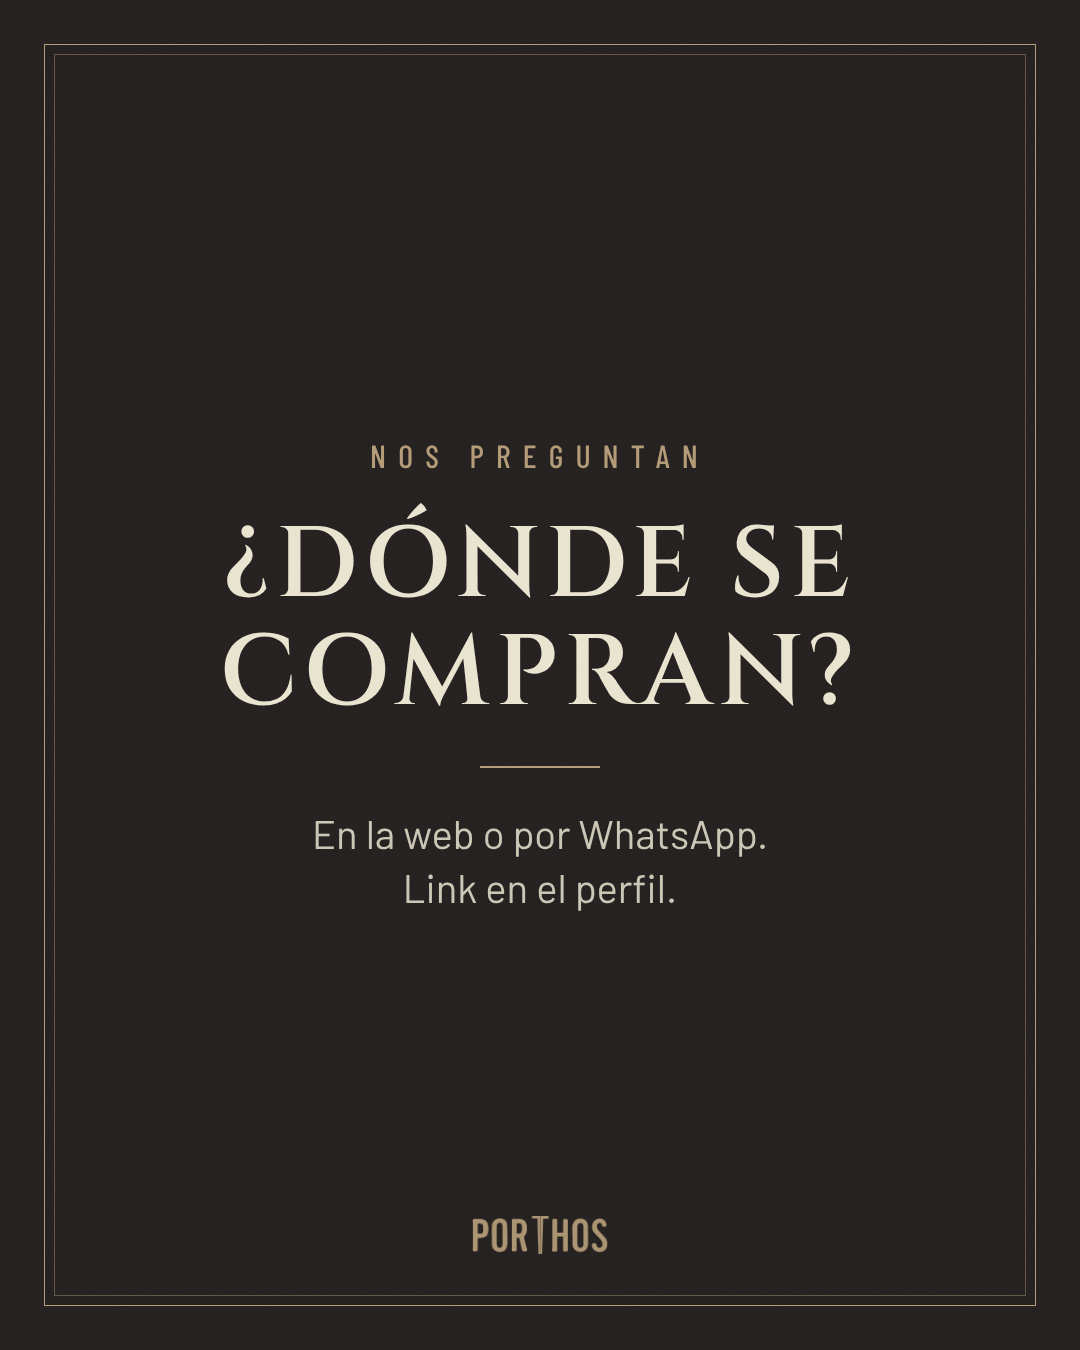 NOS PREGUNTAN
¿DÓNDE SE
COMPRAN?
En la web o por WhatsApp.
Link en el perfil.
PORTHOS